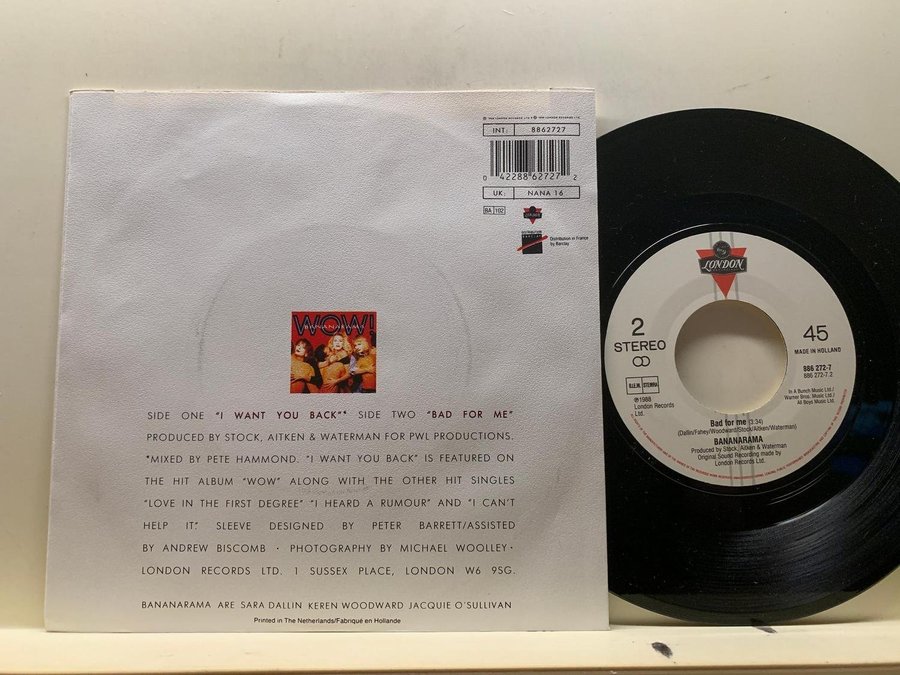 INT: 8862727
0 42288 62727 2
UK: NANA 16
BA 102
LONDON
DISTRIBUTION
Distribution in France
by Barclay
WOW!
BANANARAMA
SIDE ONE "I WANT YOU BACK"* SIDE TWO "BAD FOR ME"
PRODUCED BY STOCK, AITKEN & WATERMAN FOR PWL PRODUCTIONS.
*MIXED BY PETE HAMMOND. "I WANT YOU BACK" IS FEATURED ON
THE HIT ALBUM "WOW" ALONG WITH THE OTHER HIT SINGLES
"LOVE IN THE FIRST DEGREE" "I HEARD A RUMOUR" AND "I CAN'T
HELP IT." SLEEVE DESIGNED BY PETER BARRETT/ASSISTED
BY ANDREW BISCOMB · PHOTOGRAPHY BY MICHAEL WOOLLEY ·
LONDON RECORDS LTD. 1 SUSSEX PLACE, LONDON W6 9SG.
BANANARAMA ARE SARA DALLIN KEREN WOODWARD JACQUIE O'SULLIVAN
Printed in The Netherlands/Fabriqué en Hollande
LONDON
2
STEREO
45
MADE IN HOLLAND
886 272-7
886 272-7.2
B.I.E.M. STEMRA
℗1988
London Records
Ltd.
In A Bunch Music Ltd./
Warner Bros. Music Ltd./
All Boys Music Ltd.
Bad for me (3:34)
(Dallin/Fahey/Woodward/Stock/Aitken/Waterman)
BANANARAMA
Produced by Stock, Aitken & Waterman
Original Sound Recording made by
London Records Ltd.